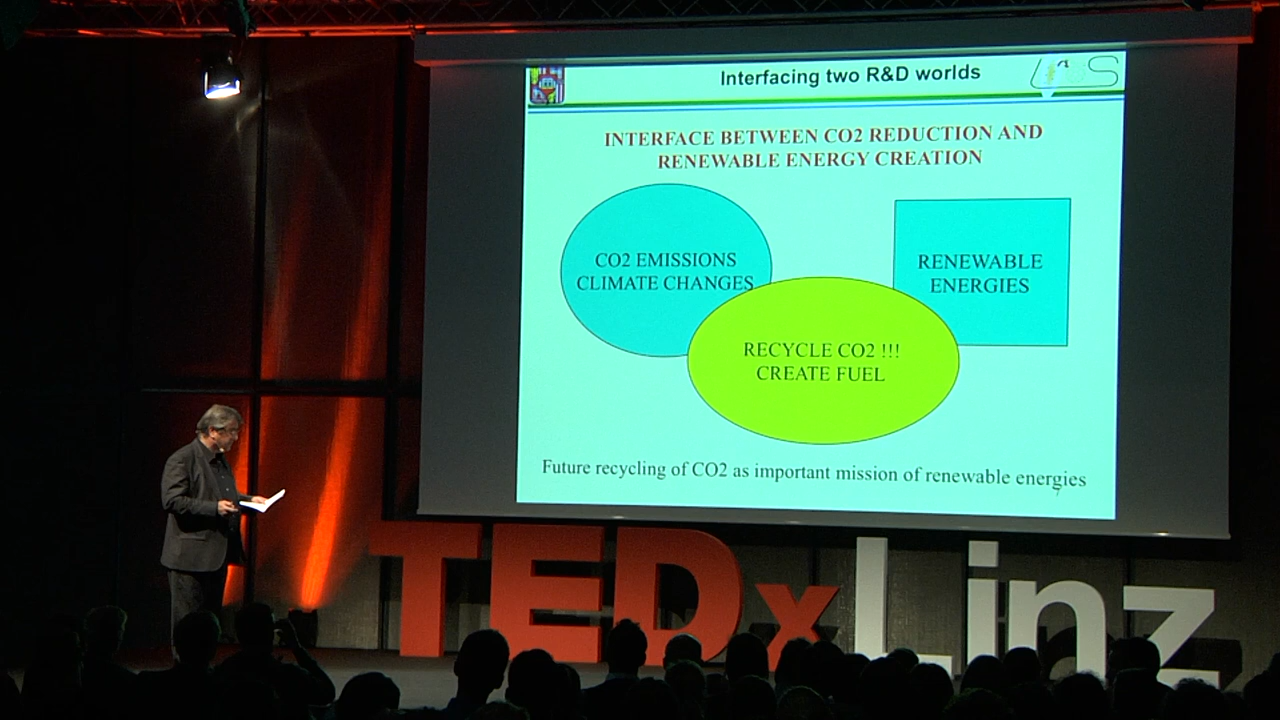 Interfacing two R&D worlds
INTERFACE BETWEEN CO2 REDUCTION AND
RENEWABLE ENERGY CREATION
CO2 EMISSIONS
CLIMATE CHANGES
RENEWABLE
ENERGIES
RECYCLE CO2 !!!
CREATE FUEL
Future recycling of CO2 as important mission of renewable energies
7
TEDxLinz